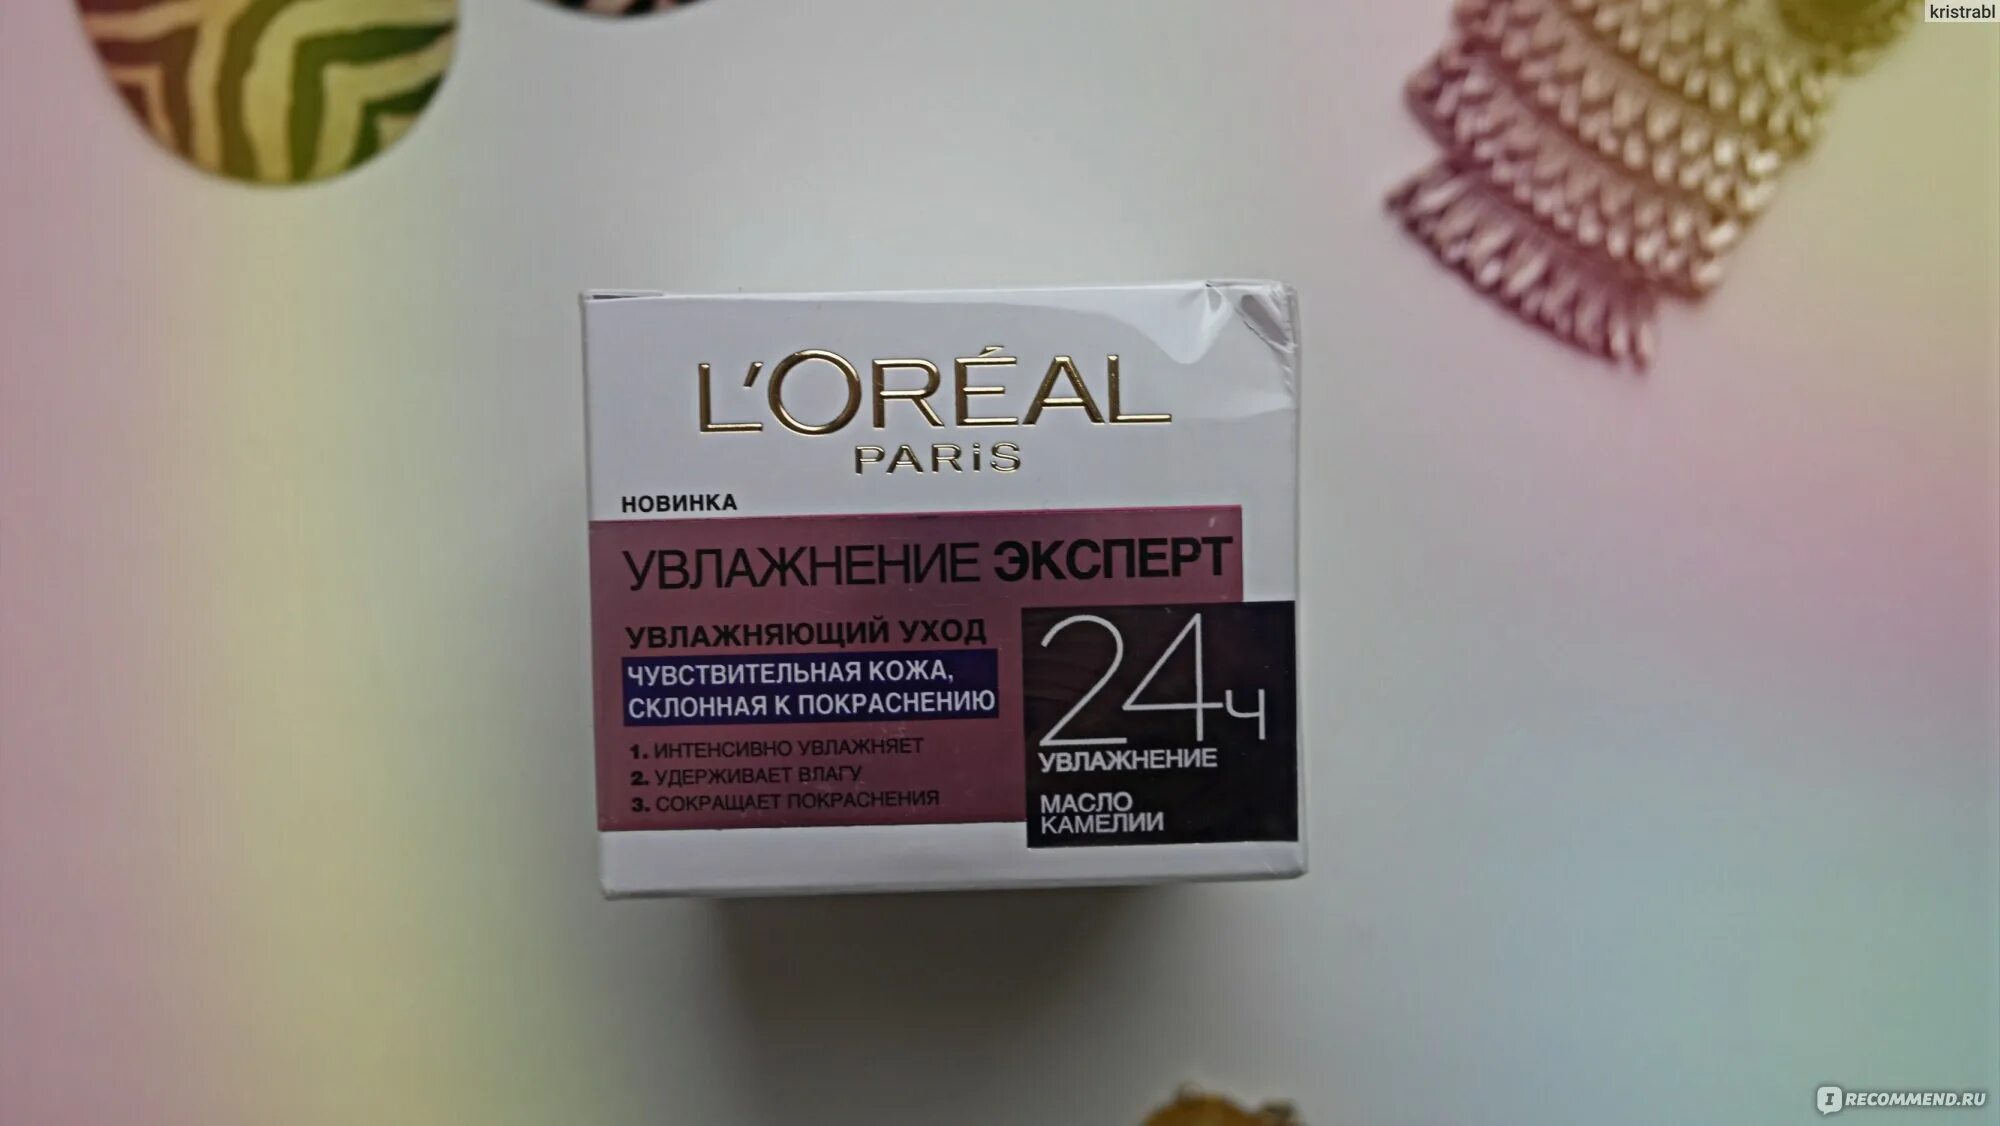 kristrabl
L'ORÉAL
PARiS
НОВИНКА
УВЛАЖНЕНИЕ ЭКСПЕРТ
УВЛАЖНЯЮЩИЙ УХОД
ЧУВСТВИТЕЛЬНАЯ КОЖА,
СКЛОННАЯ К ПОКРАСНЕНИЮ
1. ИНТЕНСИВНО УВЛАЖНЯЕТ
2. УДЕРЖИВАЕТ ВЛАГУ
3. СОКРАЩАЕТ ПОКРАСНЕНИЯ
24ч
УВЛАЖНЕНИЕ
МАСЛО
КАМЕЛИИ
I RECOMMEND.RU